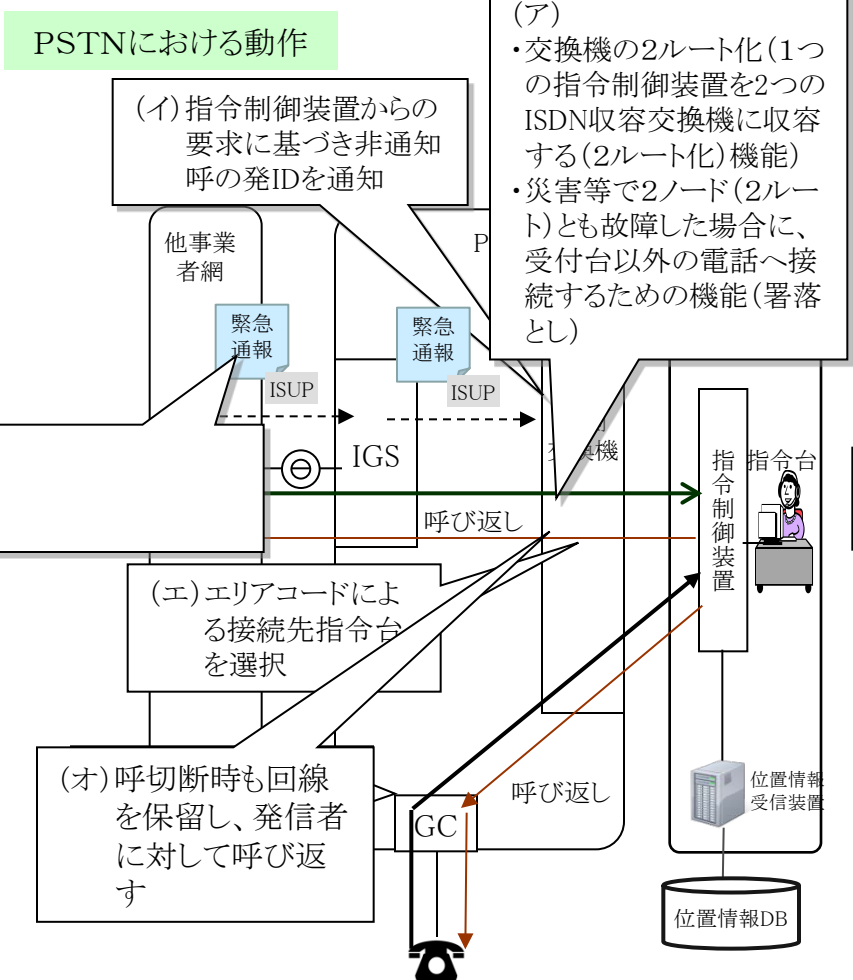 PSTNにおける動作
(ア)
・交換機の2ルート化(1つ
の指令制御装置を2つの
ISDN収容交換機に収容
する(2ルート化)機能)
・災害等で2ノード(2ルー
ト)とも故障した場合に、
受付台以外の電話へ接
続するための機能(署落
とし)
(イ)指令制御装置からの
要求に基づき非通知
呼の発IDを通知
他事業
者網
P
緊急
通報
ISUP
緊急
通報
ISUP
IGS
換機
指令制御装置
指令台
呼び返し
(エ)エリアコードによ
る接続先指令台
を選択
(オ)呼切断時も回線
を保留し、発信者
に対して呼び返
す
呼び返し
GC
位置情報
受信装置
位置情報DB